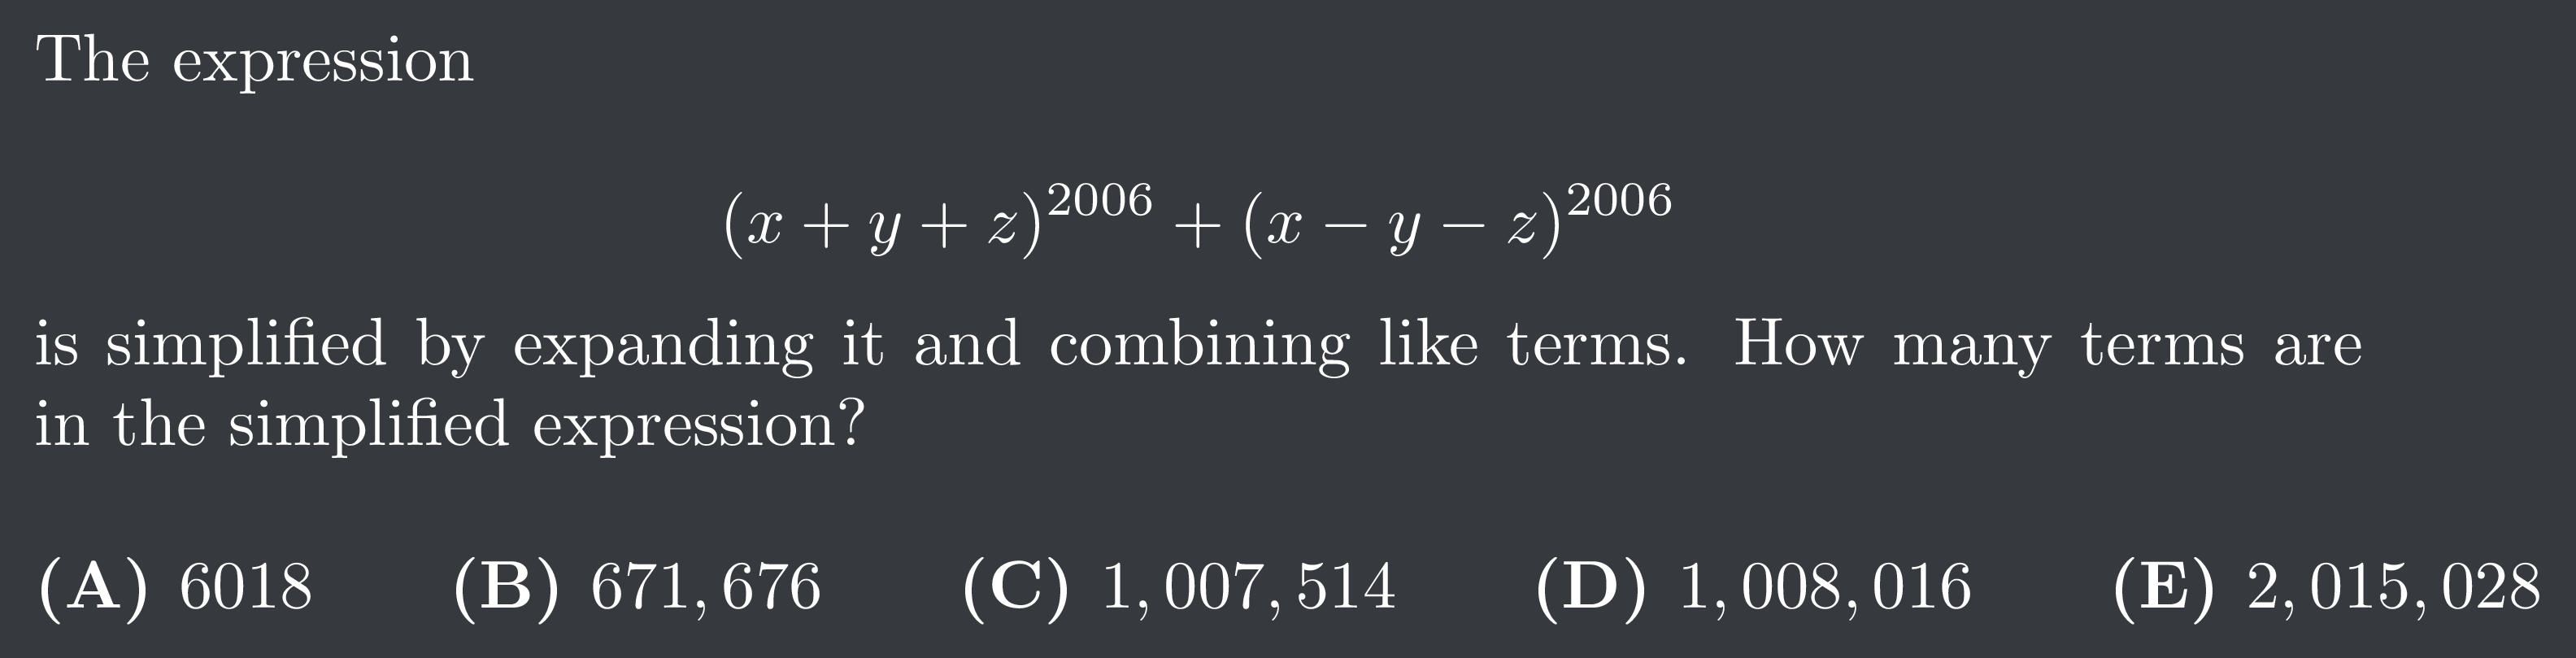 The expression
(x + y + z)^2006 + (x − y − z)^2006
is simplified by expanding it and combining like terms. How many terms are
in the simplified expression?
(A) 6018 (B) 671, 676 (C) 1, 007, 514 (D) 1, 008, 016 (E) 2, 015, 028